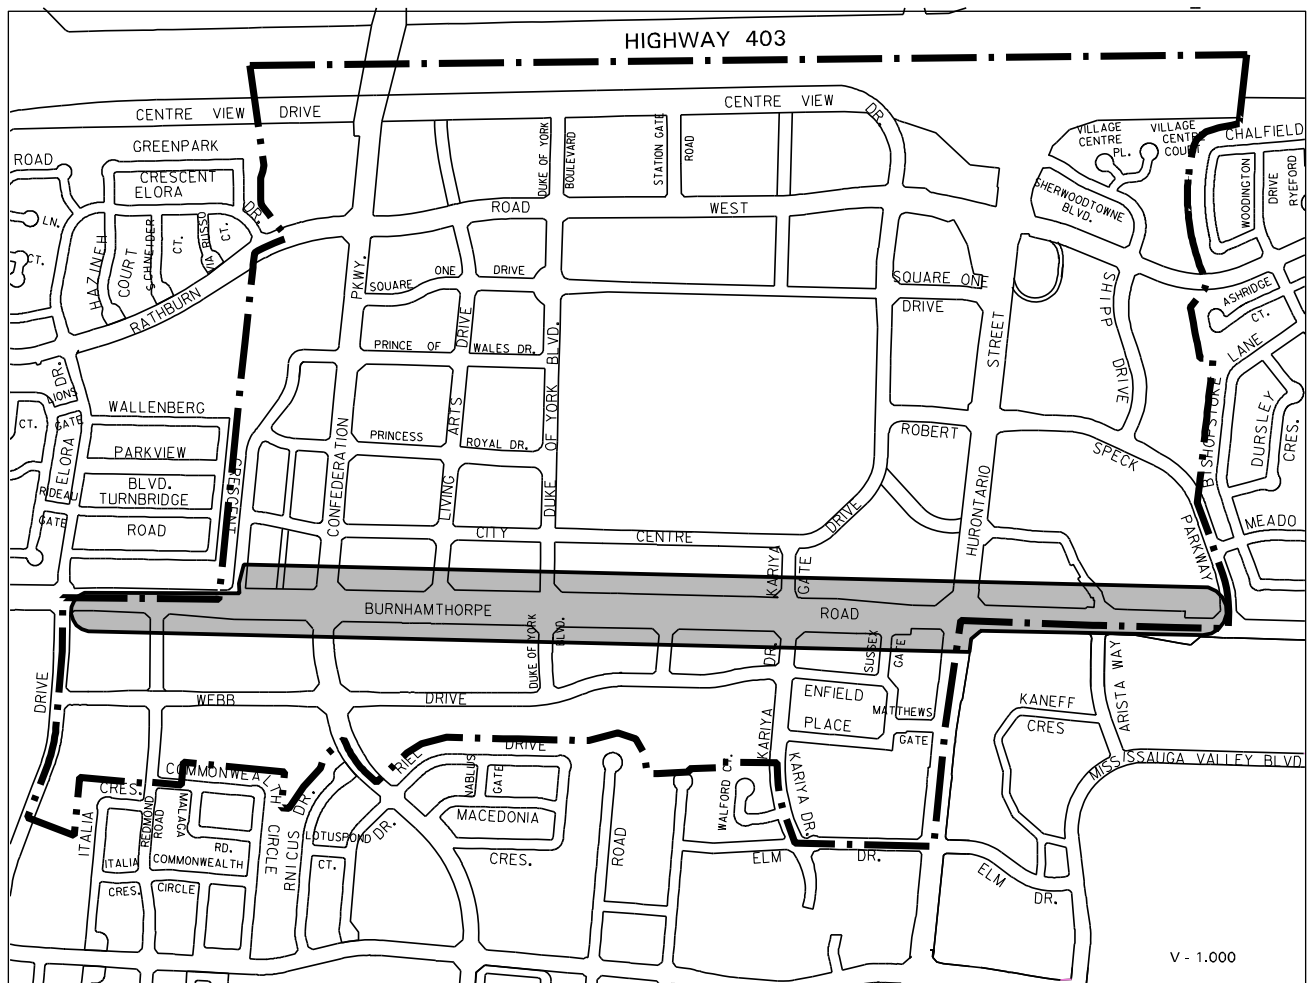 HIGHWAY 403
CENTRE VIEW DRIVE
CENTRE VIEW
DR.
GREENPARK
ROAD
CRESCENT
ELORA
DR.
LN.
CT.
HAZINEH
COURT
SCHNEIDER
CT.
VIA RUSSO
CT.
RATHBURN
ROAD
WEST
DUKE OF YORK
BOULEVARD
STATION GATE
ROAD
VILLAGE
CENTRE
PL.
VILLAGE
CENTRE
COURT
CHALFIELD
WOODINGTON
DRIVE
RYEFORD
SHERWOODTOWNE
BLVD.
PKWY.
SQUARE ONE DRIVE
SQUARE ONE
DRIVE
STREET
SHIPP
DRIVE
ASHRIDGE
CT.
LANE
BISHOPSTOKE
DURSLEY
CRES.
PRINCE OF WALES DR.
DRIVE
ARTS
LIVING
DUKE OF YORK BLVD.
PRINCESS ROYAL DR.
CONFEDERATION
DR.
LIONS
GATE
CT.
ELORA
RIDEAU
GATE
WALLENBERG
PARKVIEW
BLVD.
TURNBRIDGE
ROAD
CRESCENT
ROBERT
SPECK
PARKWAY
MEADO
HURONTARIO
CITY CENTRE
DRIVE
KARIYA
GATE
BURNHAMTHORPE
ROAD
DUKE OF YORK
BLVD.
DR.
KARIYA
SUSSEX
GATE
DRIVE
WEBB
DRIVE
ENFIELD
PLACE
MATTHEWS
GATE
KANEFF
CRES
ARISTA WAY
MISSISSAUGA VALLEY BLVD.
COMMONWEALTH
CIRCLE
CRES.
ITALIA
REDMOND
ROAD
MALAGA
RD.
COMMONWEALTH
CIRCLE
ITALIA
CRES.
SIRIUS
DR.
LOTUSPOND
CT.
DR.
RIEL
DRIVE
NABLUS
GATE
MACEDONIA
CRES.
ROAD
WALFORD CT.
KARIYA DR.
ELM
DR.
ELM
DR.
V - 1.000